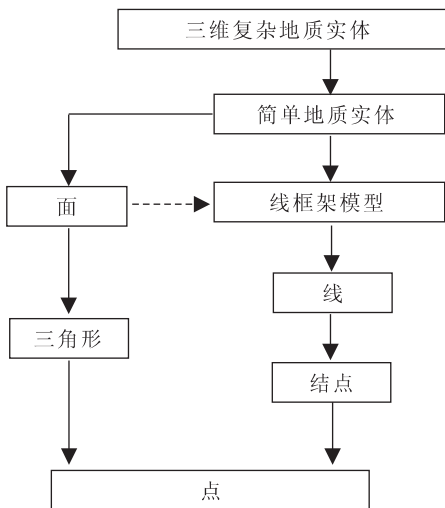 三维复杂地质实体
简单地质实体
面
线框架模型
线
三角形
结点
点